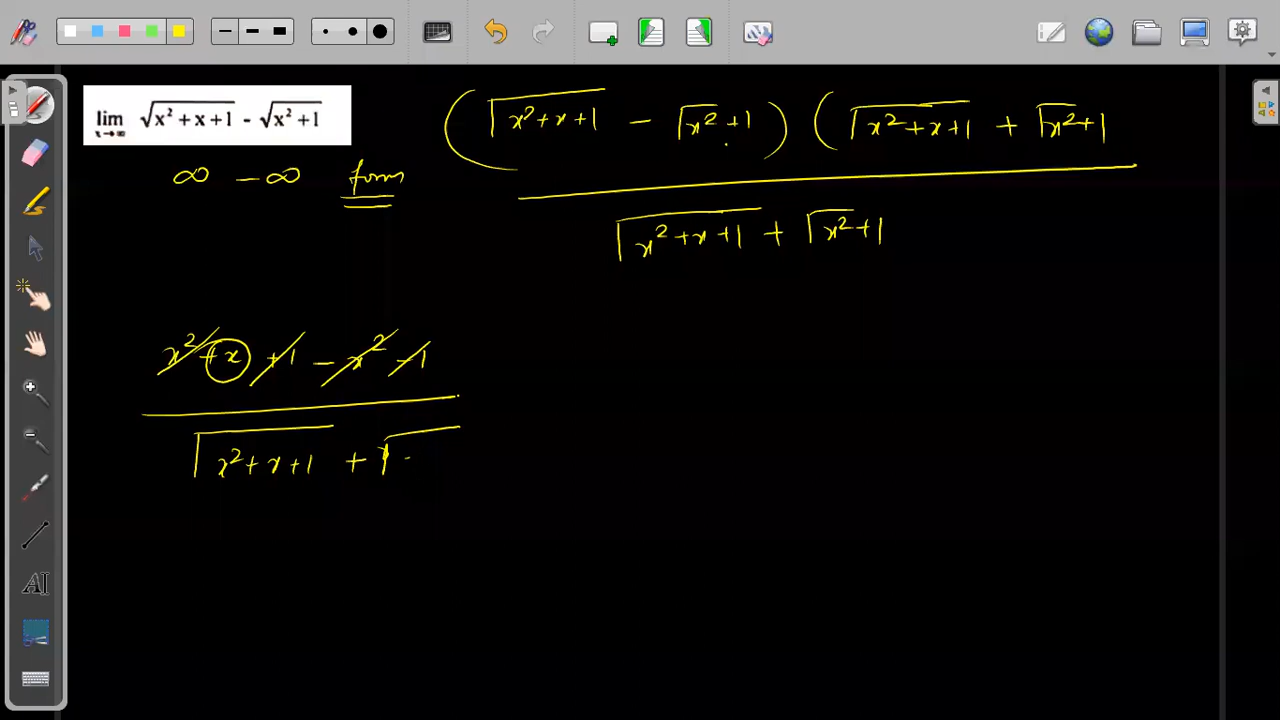 lim x→∞ √(x² + x + 1) - √(x² + 1)
(√(x² + x + 1) − √(x² + 1)) (√(x² + x + 1) + √(x² + 1))
∞ − ∞ form
√(x² + x + 1) + √(x² + 1)
x² + x + 1 − x² − 1
√(x² + x + 1) + √